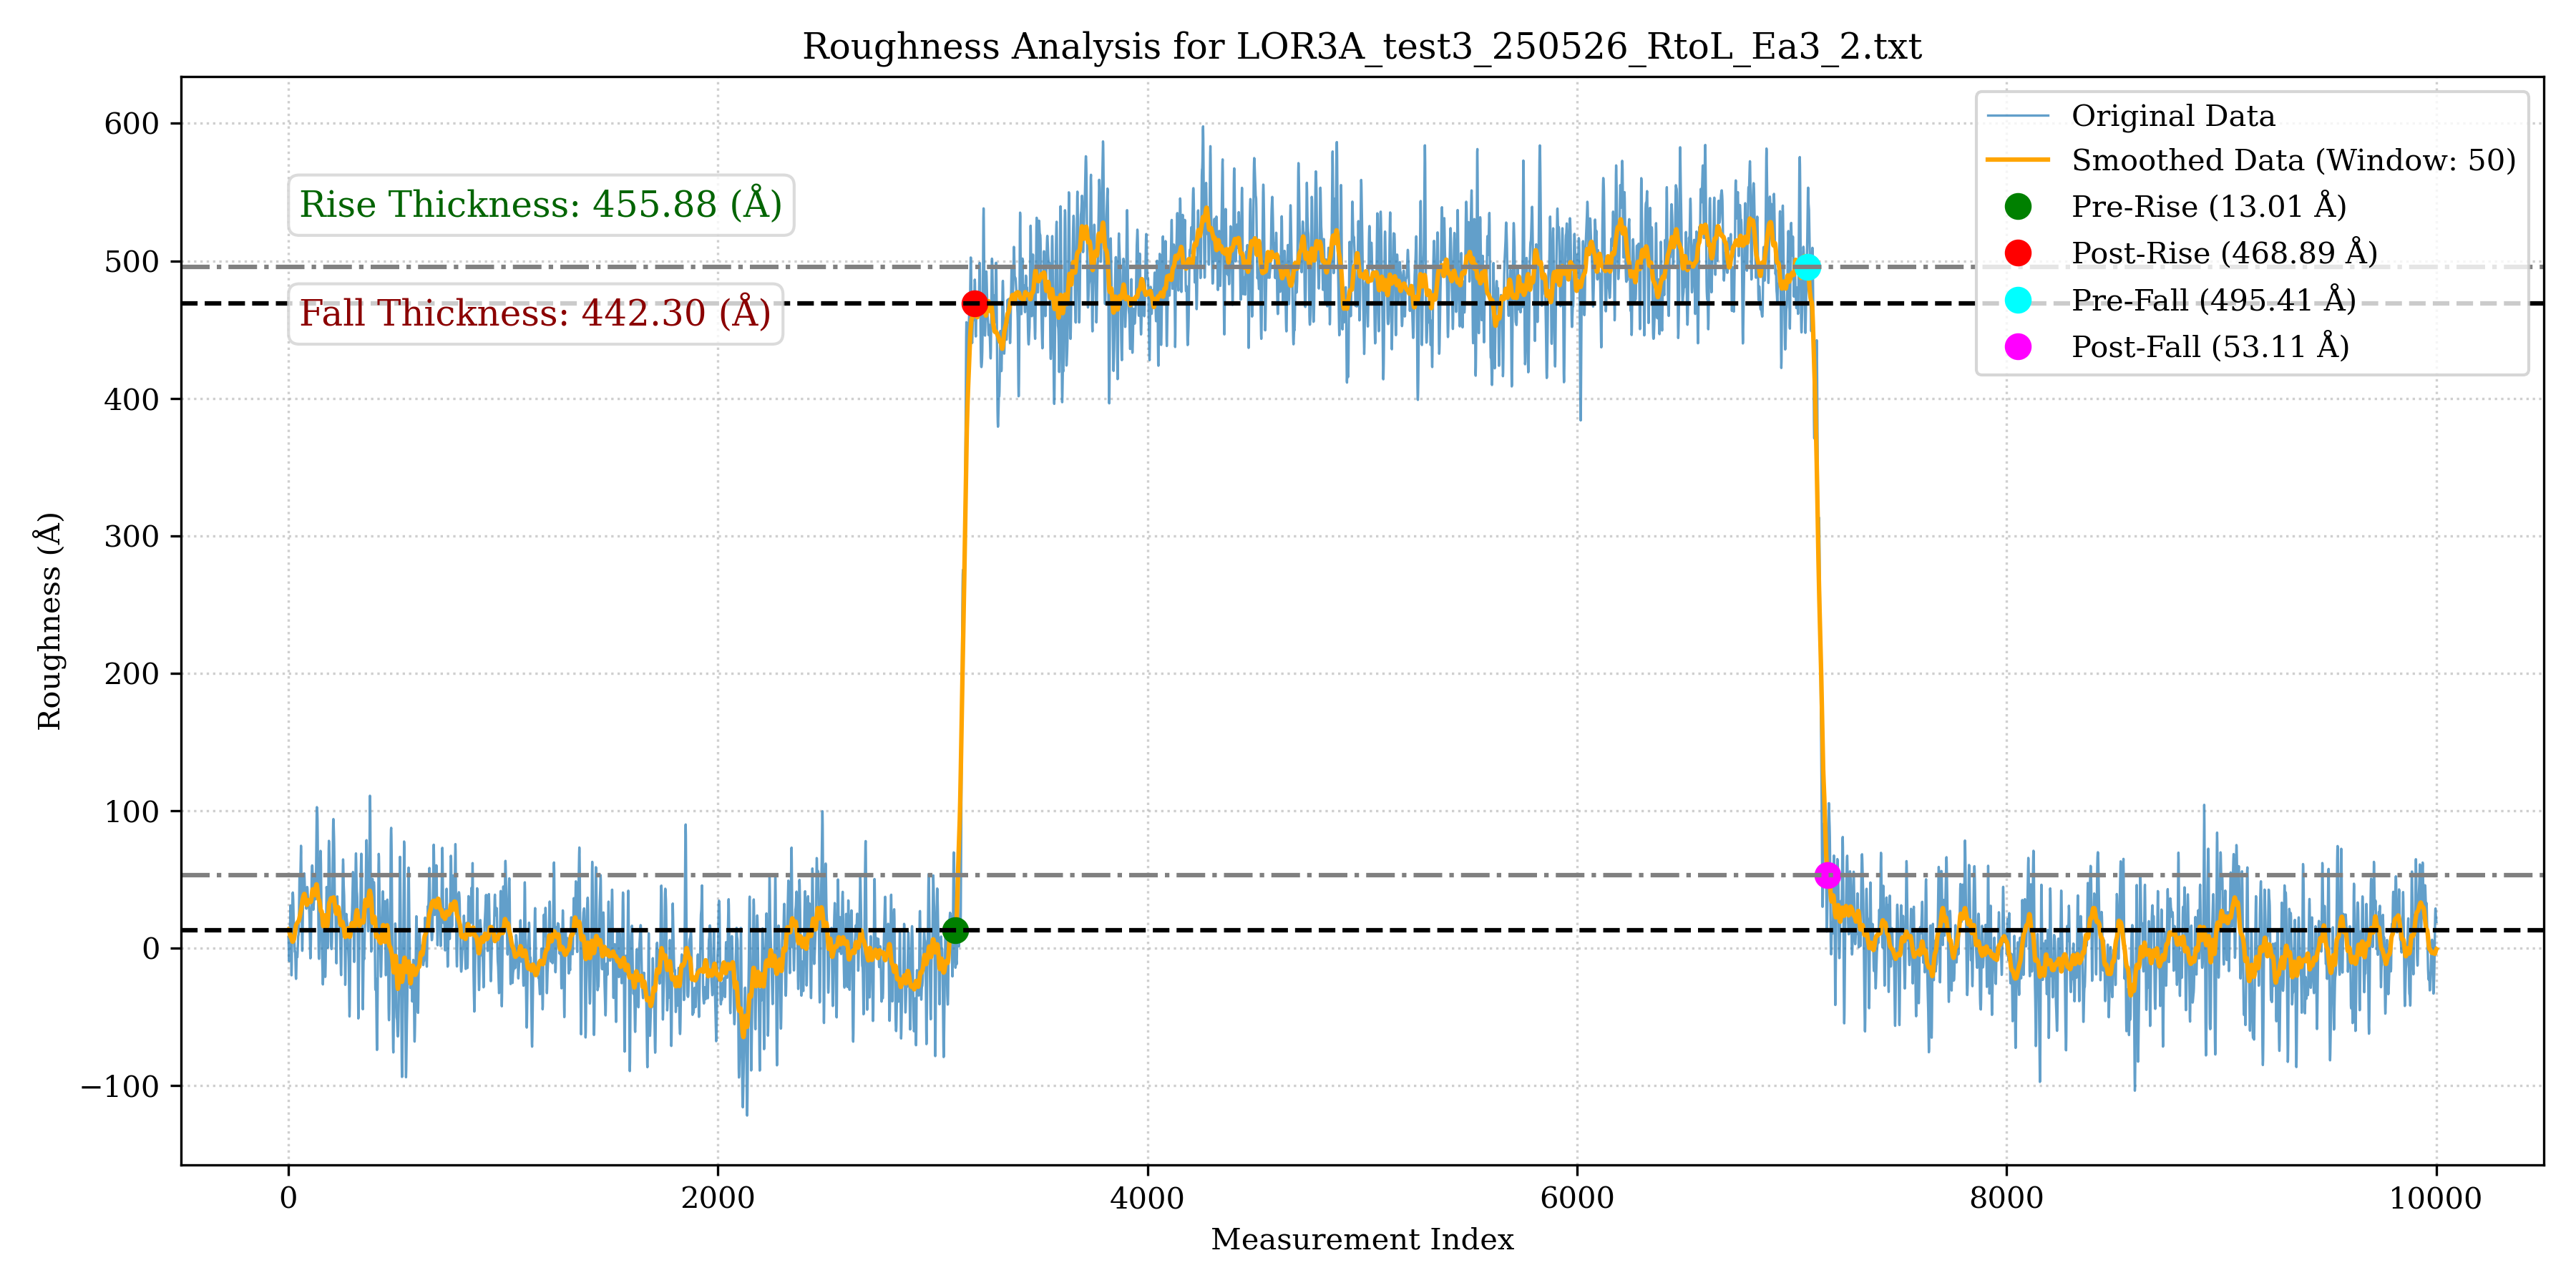 Roughness Analysis for LOR3A_test3_250526_RtoL_Ea3_2.txt
Original Data
Smoothed Data (Window: 50)
Pre-Rise (13.01 Å)
Post-Rise (468.89 Å)
Pre-Fall (495.41 Å)
Post-Fall (53.11 Å)
Rise Thickness: 455.88 (Å)
Fall Thickness: 442.30 (Å)
Roughness (Å)
600
500
400
300
200
100
0
−100
0
2000
4000
6000
8000
10000
Measurement Index